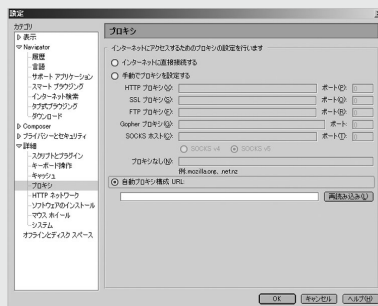 設定
カテゴリ
表示
Navigator
履歴
言語
サポート アプリケーション
スマート ブラウジング
インターネット検索
タブ式ブラウジング
ダウンロード
Composer
プライバシーとセキュリティ
詳細
スクリプトとプラグイン
キーボード操作
キャッシュ
プロキシ
HTTP ネットワーク
ソフトウェアのインストール
マウス ホイール
システム
オフラインとディスク スペース
プロキシ
インターネットにアクセスするためのプロキシの設定を行います
インターネットに直接接続する
手動でプロキシを設定する
HTTP プロキシ(X): ポート(P): 0
SSL プロキシ(S): ポート(O): 0
FTP プロキシ(F): ポート(R): 0
Gopher プロキシ(G): ポート: 0
SOCKS ホスト(C): ポート(T): 0
SOCKS v4 SOCKS v5
プロキシなし(N):
例: mozilla.org, .net.nz
自動プロキシ構成 URL:
再読み込み(L)
OK キャンセル ヘルプ(H)